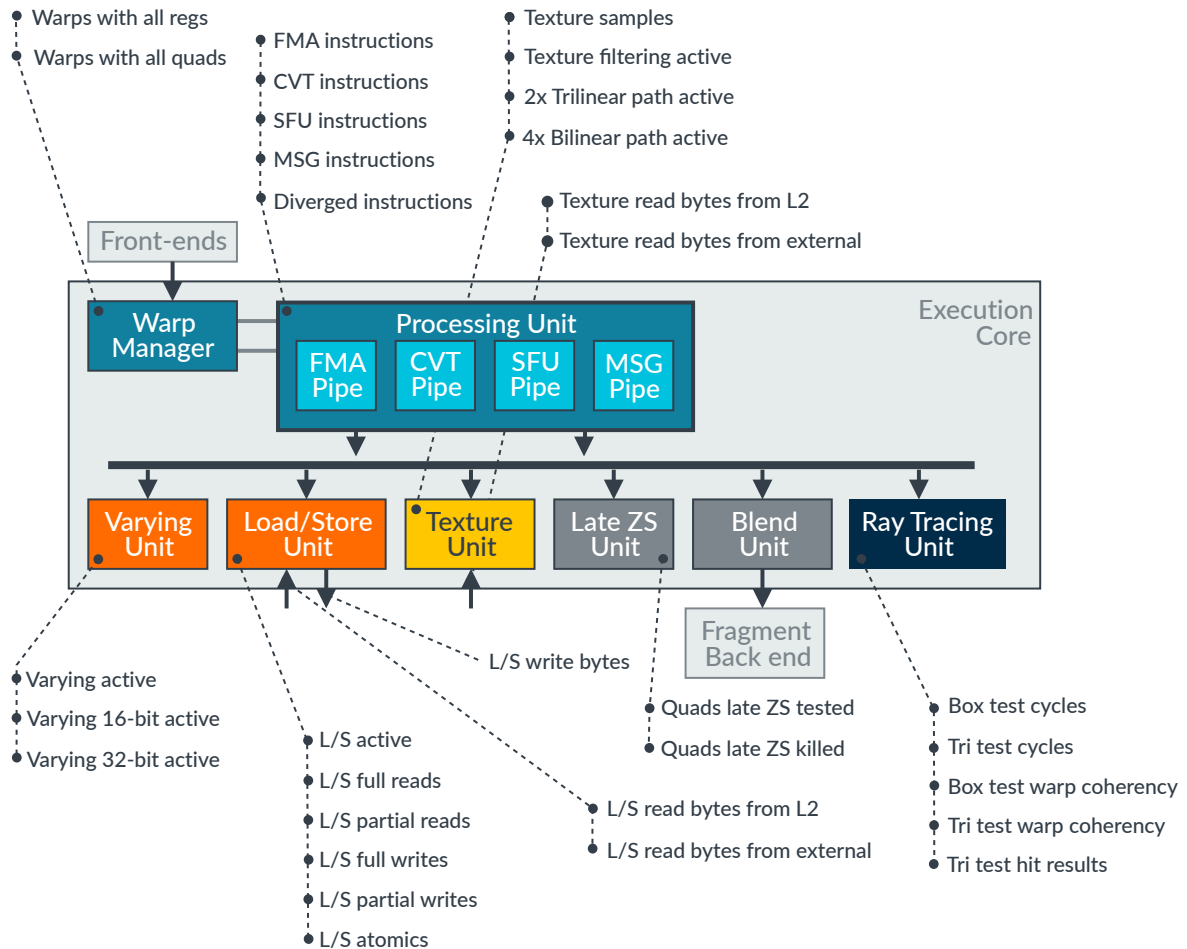 Warps with all regs
Warps with all quads
FMA instructions
CVT instructions
SFU instructions
MSG instructions
Diverged instructions
Texture samples
Texture filtering active
2x Trilinear path active
4x Bilinear path active
Texture read bytes from L2
Texture read bytes from external
Front-ends
Execution
Core
Warp
Manager
Processing Unit
FMA
Pipe
CVT
Pipe
SFU
Pipe
MSG
Pipe
Varying
Unit
Load/Store
Unit
Texture
Unit
Late ZS
Unit
Blend
Unit
Ray Tracing
Unit
Fragment
Back end
L/S write bytes
Varying active
Varying 16-bit active
Varying 32-bit active
L/S active
L/S full reads
L/S partial reads
L/S full writes
L/S partial writes
L/S atomics
L/S read bytes from L2
L/S read bytes from external
Quads late ZS tested
Quads late ZS killed
Box test cycles
Tri test cycles
Box test warp coherency
Tri test warp coherency
Tri test hit results